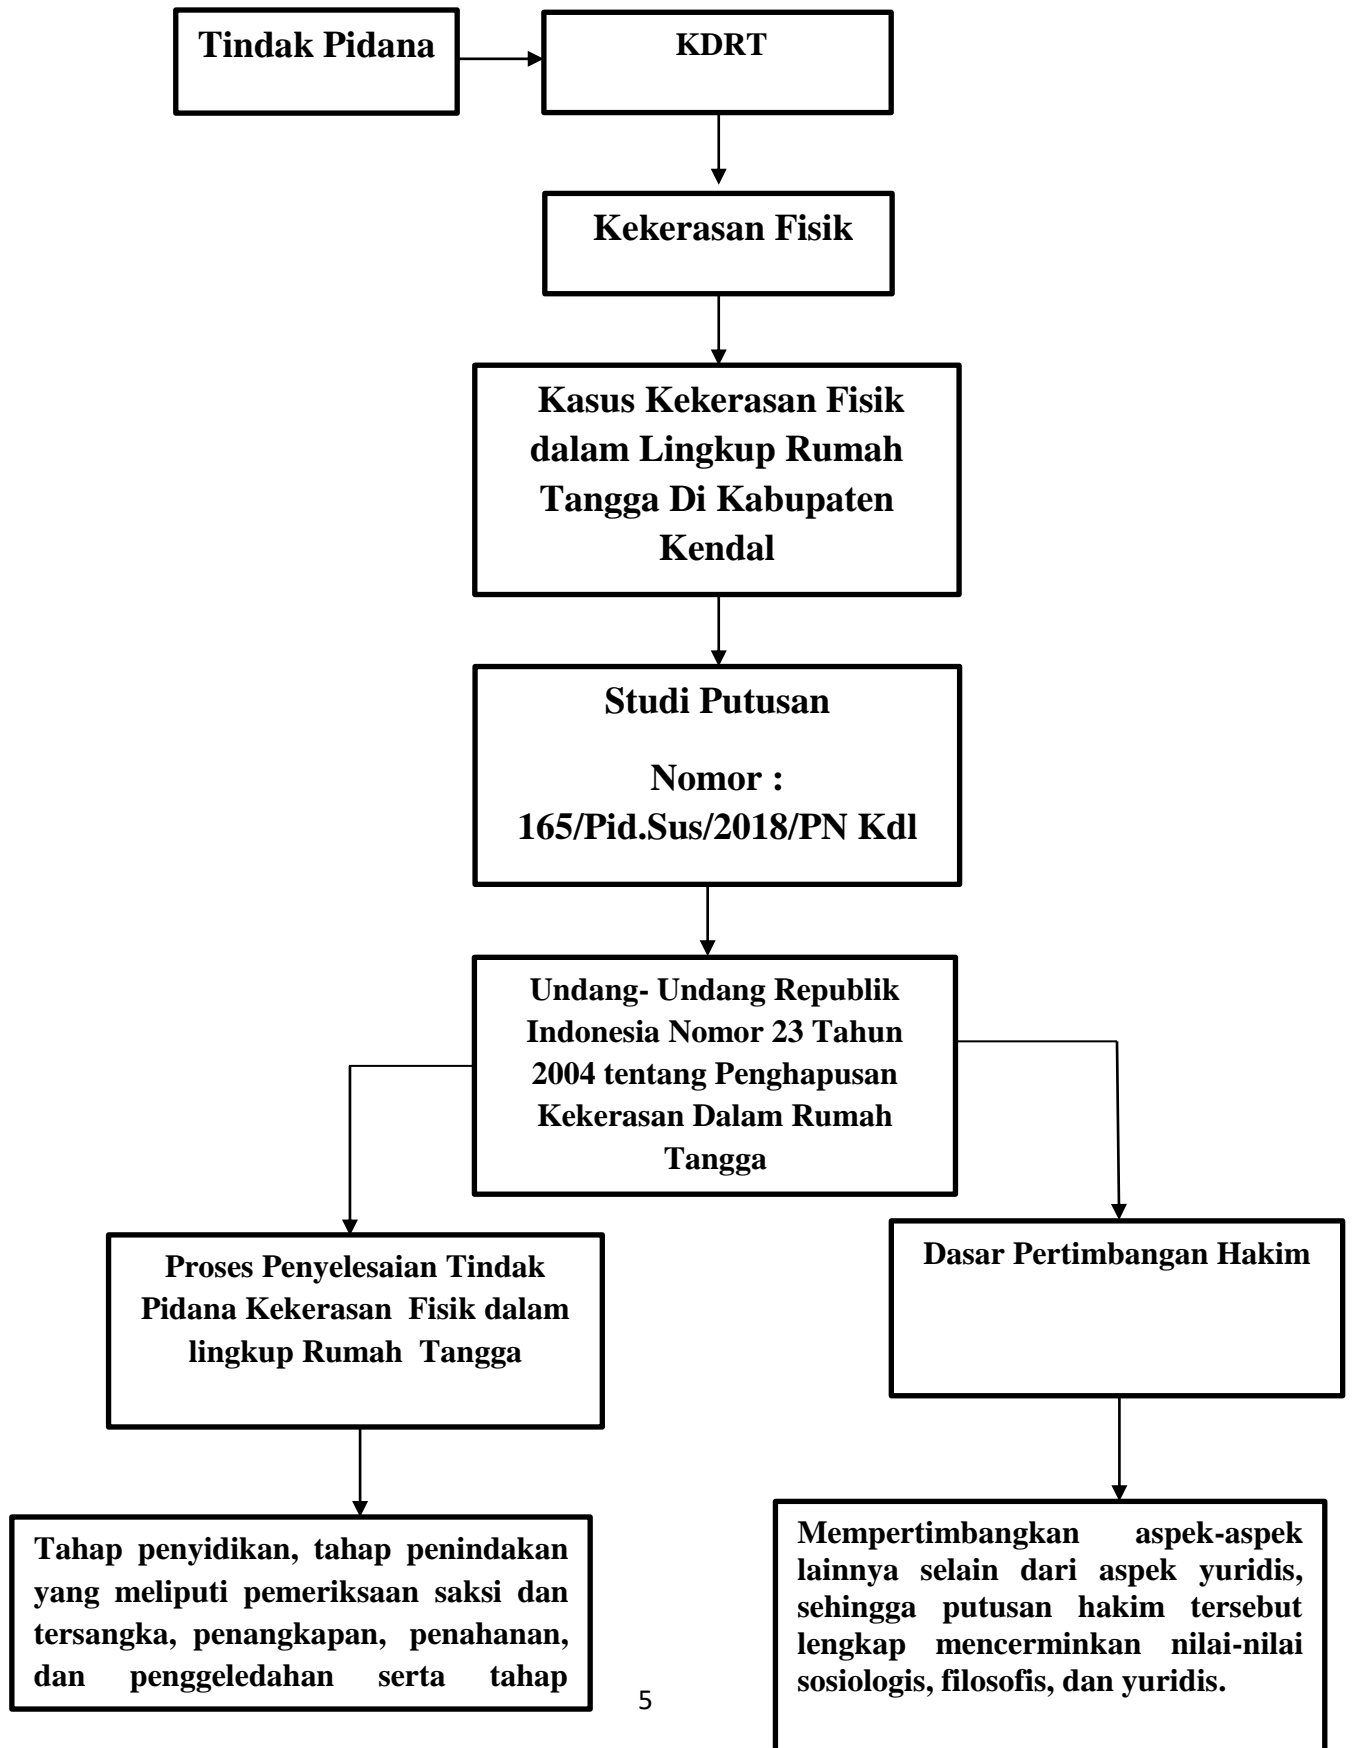 Tindak Pidana
KDRT
Kekerasan Fisik
Kasus Kekerasan Fisik
dalam Lingkup Rumah
Tangga Di Kabupaten
Kendal
Studi Putusan
Nomor :
165/Pid.Sus/2018/PN Kdl
Undang- Undang Republik
Indonesia Nomor 23 Tahun
2004 tentang Penghapusan
Kekerasan Dalam Rumah
Tangga
Proses Penyelesaian Tindak
Pidana Kekerasan Fisik dalam
lingkup Rumah Tangga
Dasar Pertimbangan Hakim
Tahap penyidikan, tahap penindakan
yang meliputi pemeriksaan saksi dan
tersangka, penangkapan, penahanan,
dan penggeledahan serta tahap
Mempertimbangkan aspek-aspek
lainnya selain dari aspek yuridis,
sehingga putusan hakim tersebut
lengkap mencerminkan nilai-nilai
sosiologis, filosofis, dan yuridis.
5